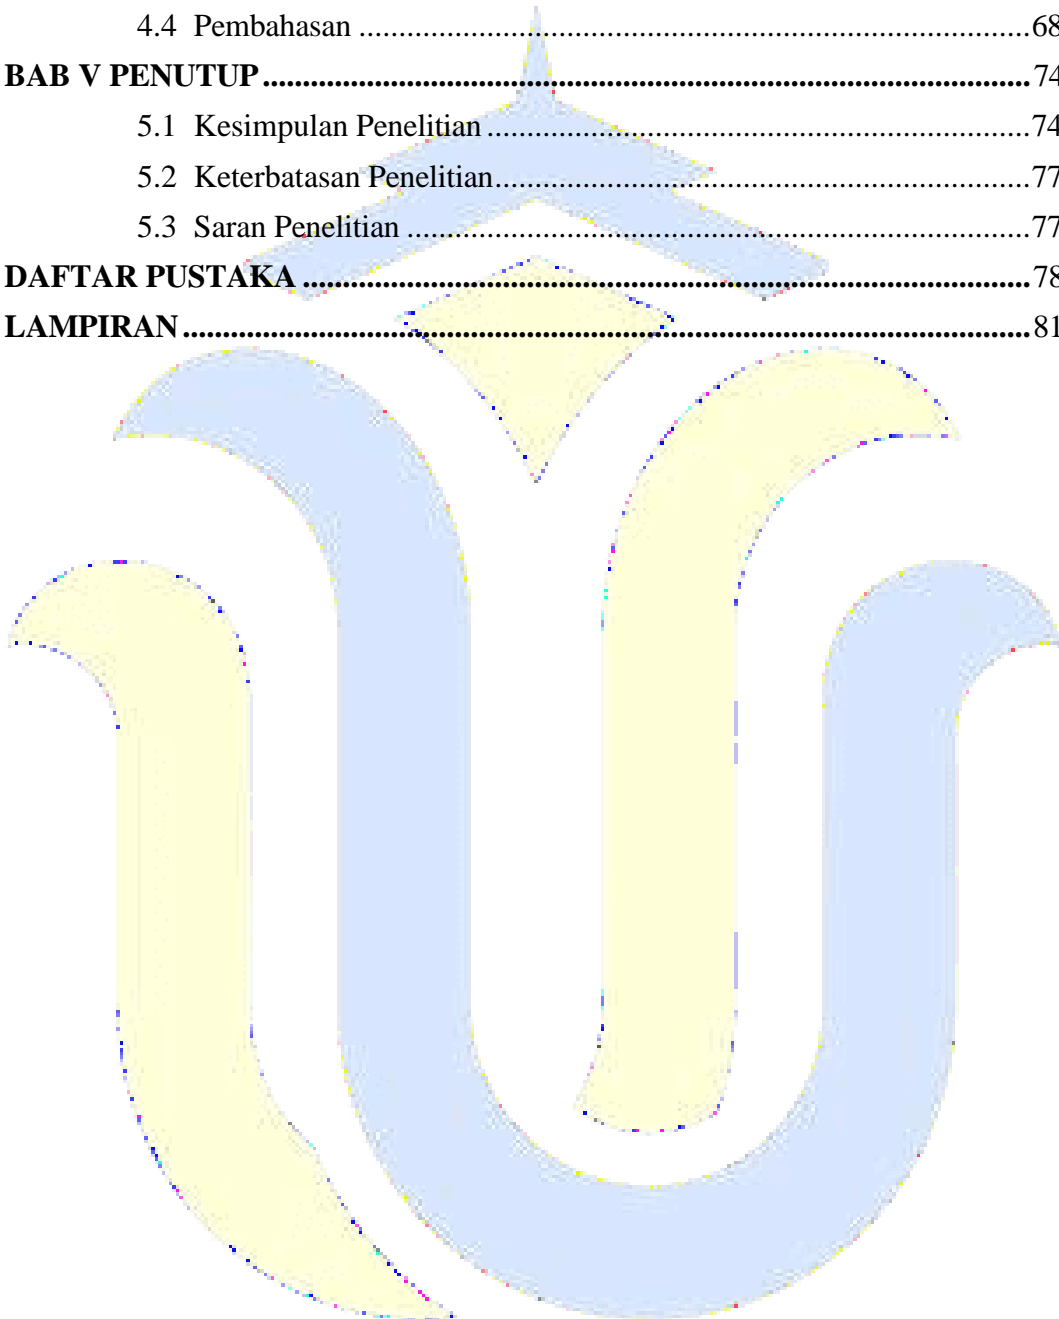 4.4 Pembahasan ........................................................................................68
BAB V PENUTUP....................................................................................74
5.1 Kesimpulan Penelitian ......................................................................74
5.2 Keterbatasan Penelitian.....................................................................77
5.3 Saran Penelitian .................................................................................77
DAFTAR PUSTAKA ...............................................................................78
LAMPIRAN..............................................................................................81